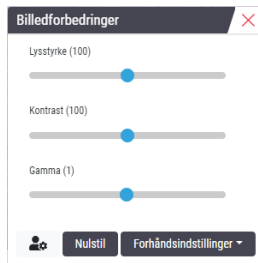 Billedforbedringer
Lysstyrke (100)
Kontrast (100)
Gamma (1)
Nulstil
Forhåndsindstillinger